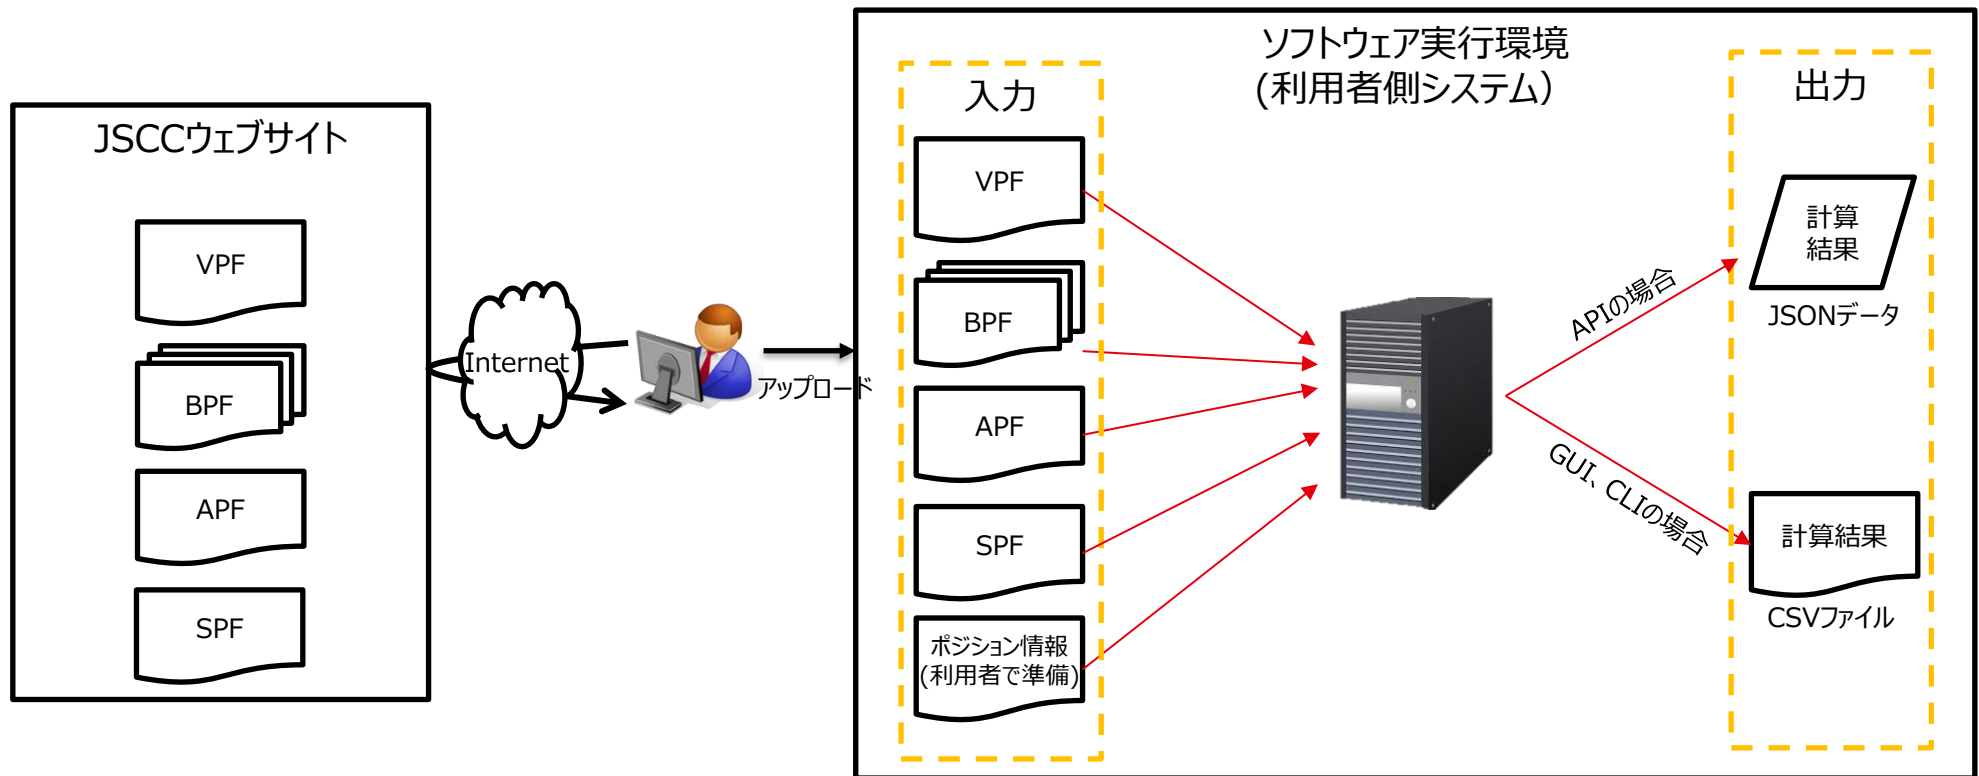 JSCCウェブサイト
VPF
BPF
APF
SPF
Internet
アップロード
ソフトウェア実行環境
(利用者側システム)
入力
VPF
BPF
APF
SPF
ポジション情報
(利用者で準備)
APIの場合
GUI、CLIの場合
出力
計算
結果
JSONデータ
計算結果
CSVファイル